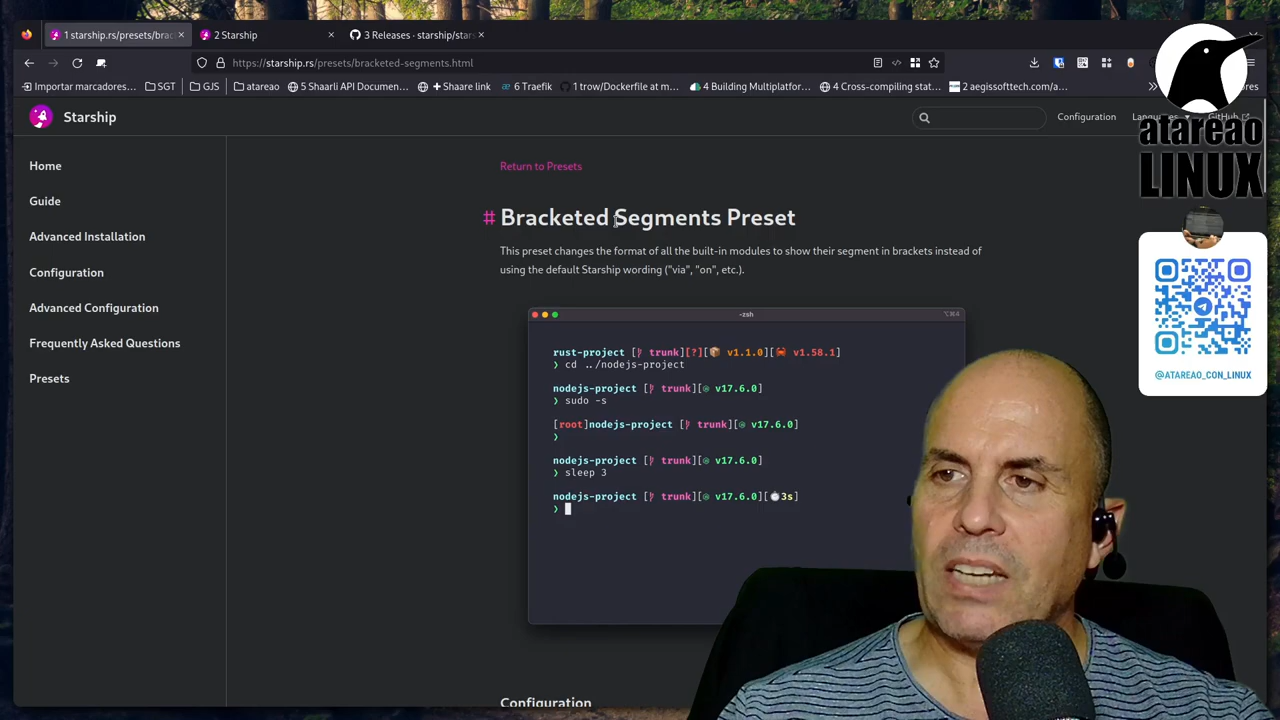 1 starship.rs/presets/brac
2 Starship
3 Releases · starship/star
https://starship.rs/presets/bracketed-segments.html
Importar marcadores...
SGT
GJS
atareao
5 Shaarli API Documen...
Shaare link
6 Traefik
1 trow/Dockerfile at m...
4 Building Multiplatfor...
4 Cross-compiling stat...
2 aegissofttech.com/a...
Starship
Configuration
GitHub
atareao
LINUX
@ATAREAO_CON_LINUX
Home
Guide
Advanced Installation
Configuration
Advanced Configuration
Frequently Asked Questions
Presets
Return to Presets
# Bracketed Segments Preset
This preset changes the format of all the built-in modules to show their segment in brackets instead of
using the default Starship wording ("via", "on", etc.).
-zsh
⌥⌘4
rust-project [ trunk][?][📦 v1.1.0][🦀 v1.58.1]
❯ cd ../nodejs-project
nodejs-project [ trunk][ v17.6.0]
❯ sudo -s
[root]nodejs-project [ trunk][ v17.6.0]
❯
nodejs-project [ trunk][ v17.6.0]
❯ sleep 3
nodejs-project [ trunk][ v17.6.0][⏱3s]
❯
Configuration